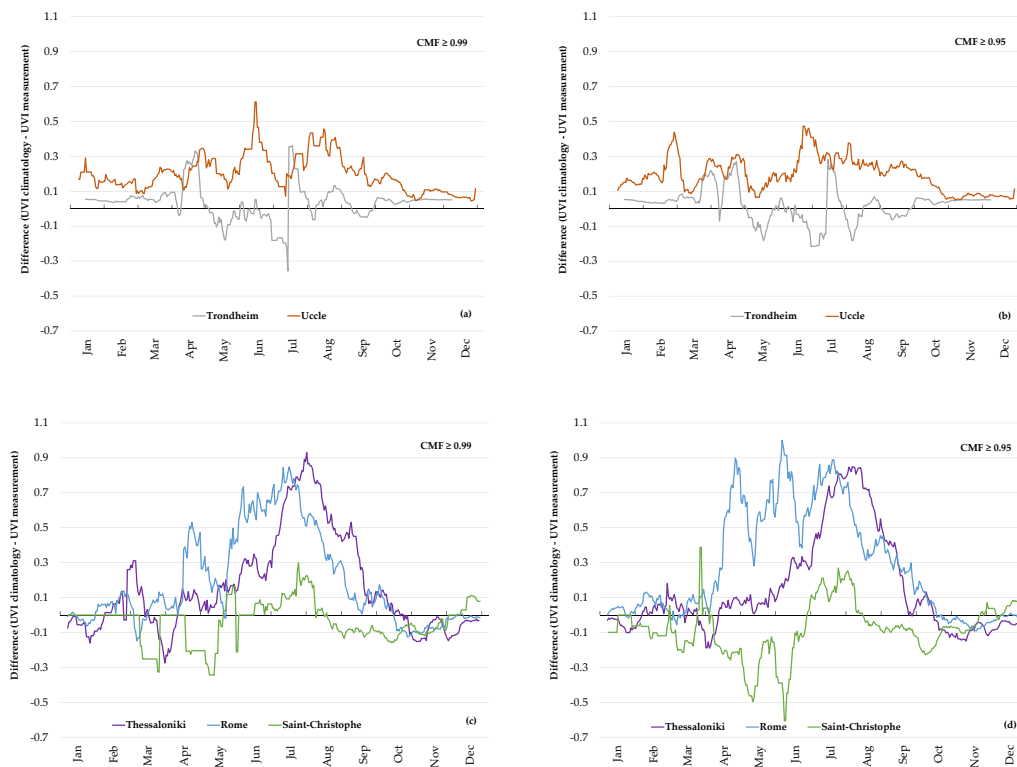 Difference (UVI climatology - UVI measurement)
1.1
0.9
0.7
0.5
0.3
0.1
-0.1
-0.3
-0.5
-0.7
CMF ≥ 0.99
Trondheim Uccle
(a)
Jan Feb Mar Apr May Jun Jul Aug Sep Oct Nov Dec
Difference (UVI climatology - UVI measurement)
1.1
0.9
0.7
0.5
0.3
0.1
-0.1
-0.3
-0.5
-0.7
CMF ≥ 0.95
Trondheim Uccle
(b)
Jan Feb Mar Apr May Jun Jul Aug Sep Oct Nov Dec
Difference (UVI climatology - UVI measurement)
1.1
0.9
0.7
0.5
0.3
0.1
-0.1
-0.3
-0.5
-0.7
CMF ≥ 0.99
Thessaloniki Rome Saint-Christophe
(c)
Jan Feb Mar Apr May Jun Jul Aug Sep Oct Nov Dec
Difference (UVI climatology - UVI measurement)
1.1
0.9
0.7
0.5
0.3
0.1
-0.1
-0.3
-0.5
-0.7
CMF ≥ 0.95
Thessaloniki Rome Saint-Christophe
(d)
Jan Feb Mar Apr May Jun Jul Aug Sep Oct Nov Dec